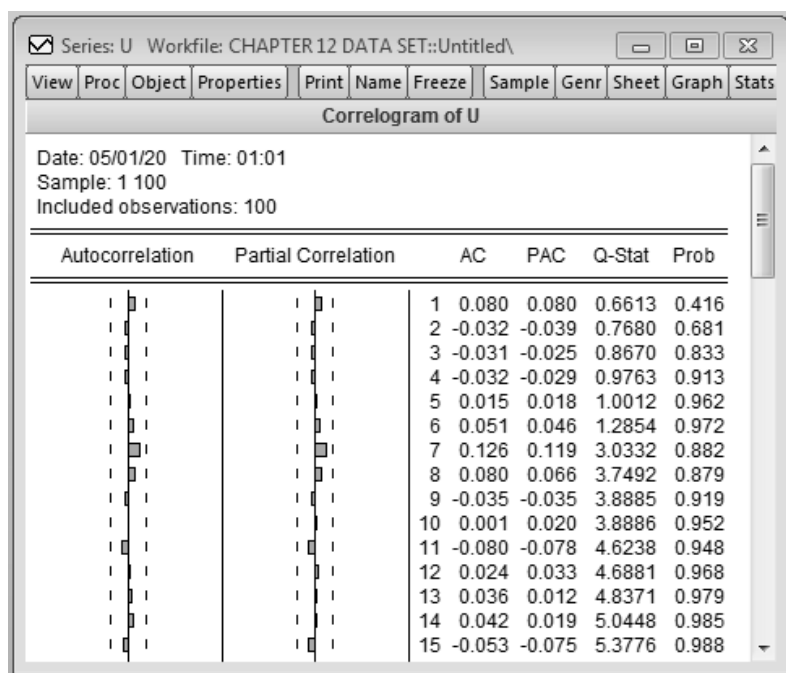 Series: U Workfile: CHAPTER 12 DATA SET::Untitled\
View Proc Object Properties Print Name Freeze Sample Genr Sheet Graph Stats
Correlogram of U
Date: 05/01/20 Time: 01:01
Sample: 1 100
Included observations: 100
Autocorrelation Partial Correlation AC PAC Q-Stat Prob
1 0.080 0.080 0.6613 0.416
2 -0.032 -0.039 0.7680 0.681
3 -0.031 -0.025 0.8670 0.833
4 -0.032 -0.029 0.9763 0.913
5 0.015 0.018 1.0012 0.962
6 0.051 0.046 1.2854 0.972
7 0.126 0.119 3.0332 0.882
8 0.080 0.066 3.7492 0.879
9 -0.035 -0.035 3.8885 0.919
10 0.001 0.020 3.8886 0.952
11 -0.080 -0.078 4.6238 0.948
12 0.024 0.033 4.6881 0.968
13 0.036 0.012 4.8371 0.979
14 0.042 0.019 5.0448 0.985
15 -0.053 -0.075 5.3776 0.988